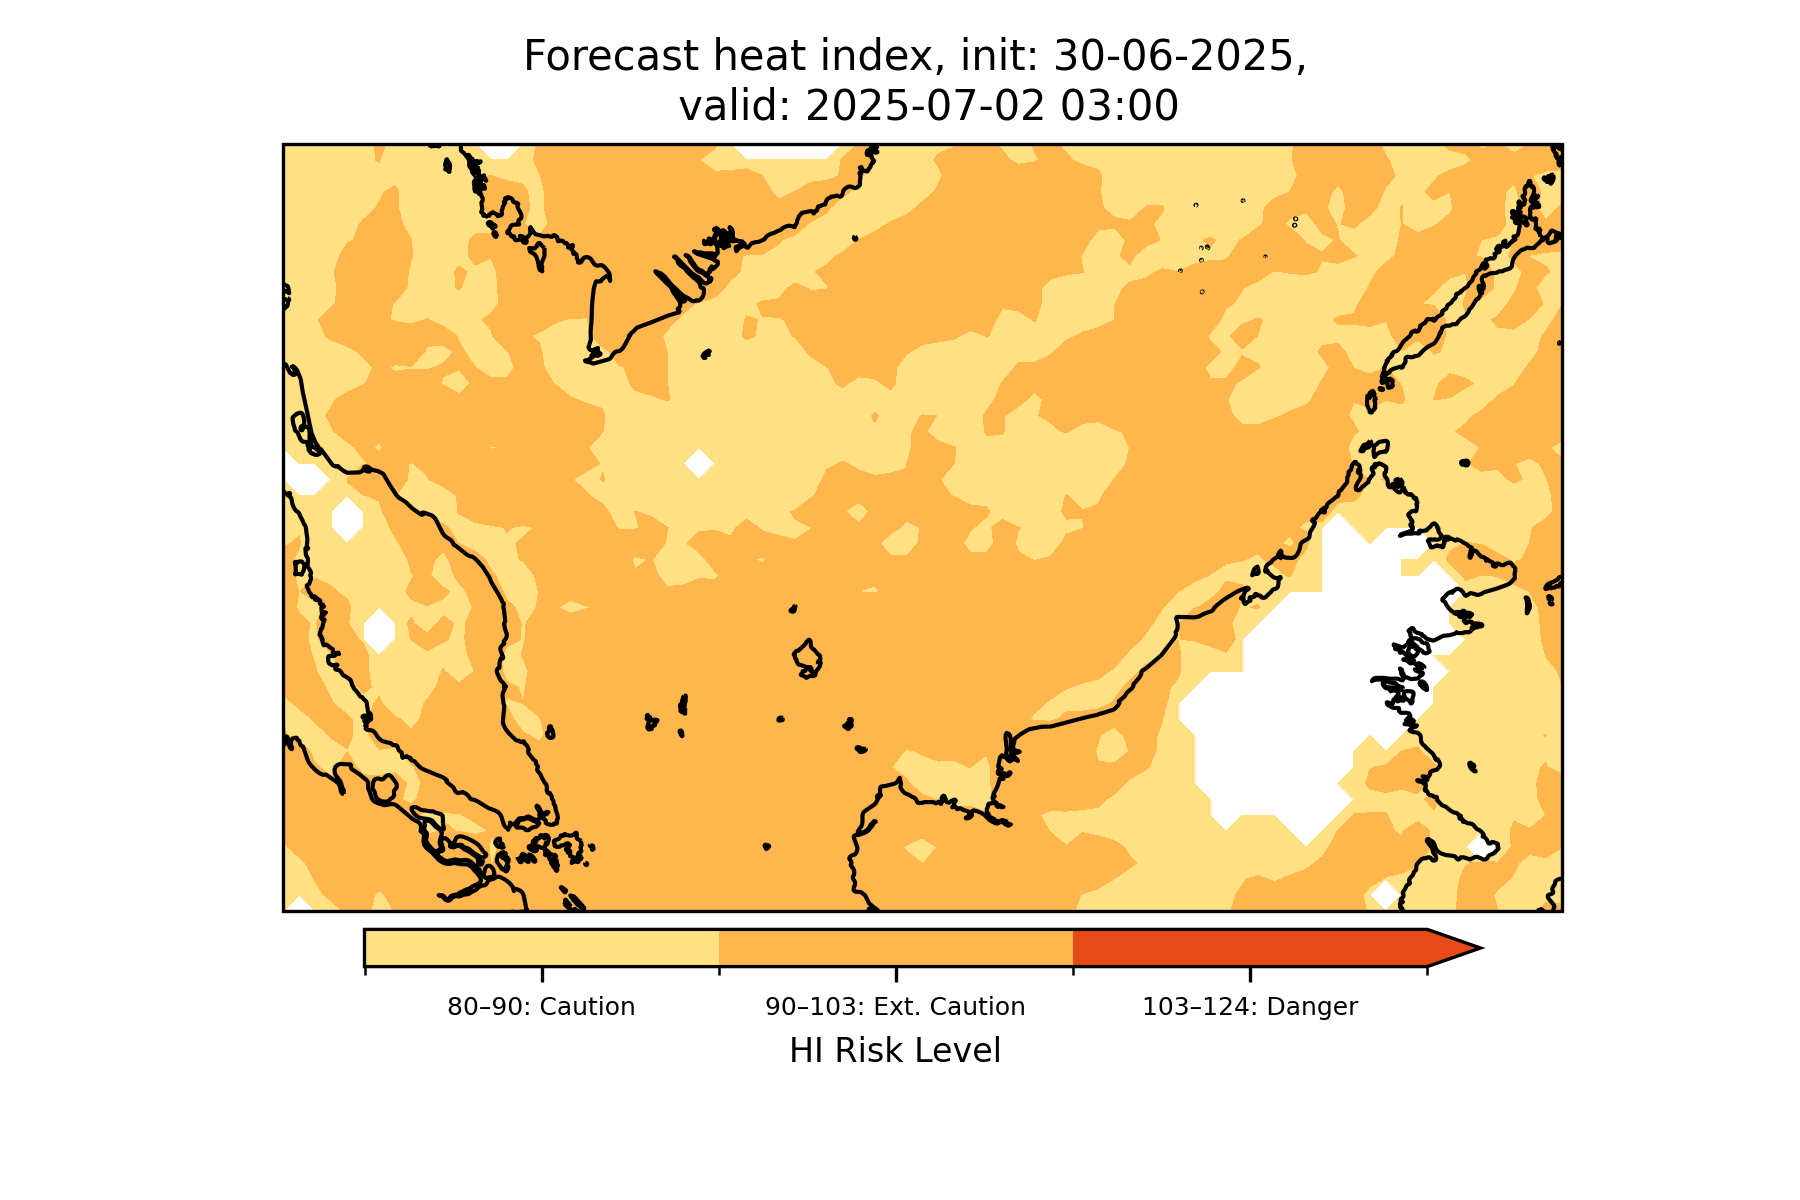 Forecast heat index, init: 30-06-2025,
valid: 2025-07-02 03:00
80–90: Caution
90–103: Ext. Caution
103–124: Danger
HI Risk Level